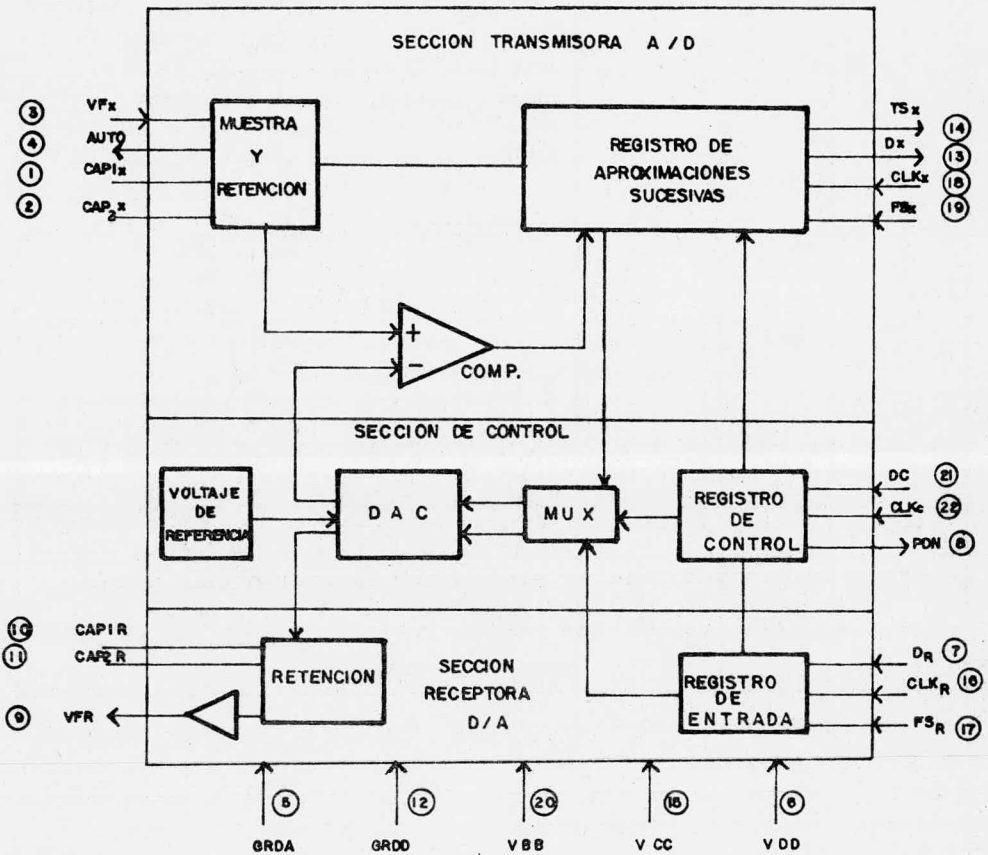 SECCION TRANSMISORA A/D
3 VFx
4 AUTO
1 CAP1x
2 CAP2x
MUESTRA
Y
RETENCION
REGISTRO DE
APROXIMACIONES
SUCESIVAS
TSx 14
Dx 13
CLKx 18
FSx 19
+
−
COMP.
SECCION DE CONTROL
VOLTAJE
DE
REFERENCIA
DAC
MUX
REGISTRO
DE
CONTROL
DC 21
CLKc 22
PDN 8
10 CAP1R
11 CAP2R
9 VFR
RETENCION
SECCION
RECEPTORA
D/A
REGISTRO
DE
ENTRADA
DR 7
CLKR 16
FSR 17
5 12 20 15 6
GRDA GRDD VBB VCC VDD